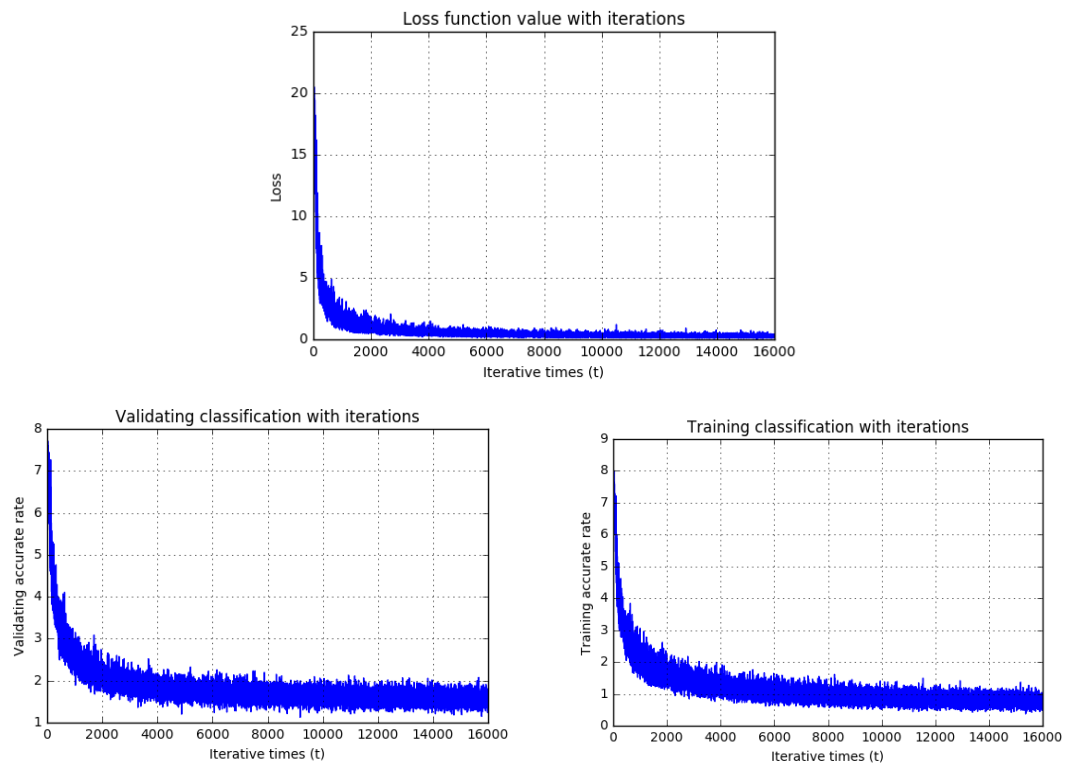 Loss function value with iterations
25
20
15
10
5
0
Loss
0 2000 4000 6000 8000 10000 12000 14000 16000
Iterative times (t)
Validating classification with iterations
8
7
6
5
4
3
2
1
Validating accurate rate
0 2000 4000 6000 8000 10000 12000 14000 16000
Iterative times (t)
Training classification with iterations
9
8
7
6
5
4
3
2
1
0
Training accurate rate
0 2000 4000 6000 8000 10000 12000 14000 16000
Iterative times (t)